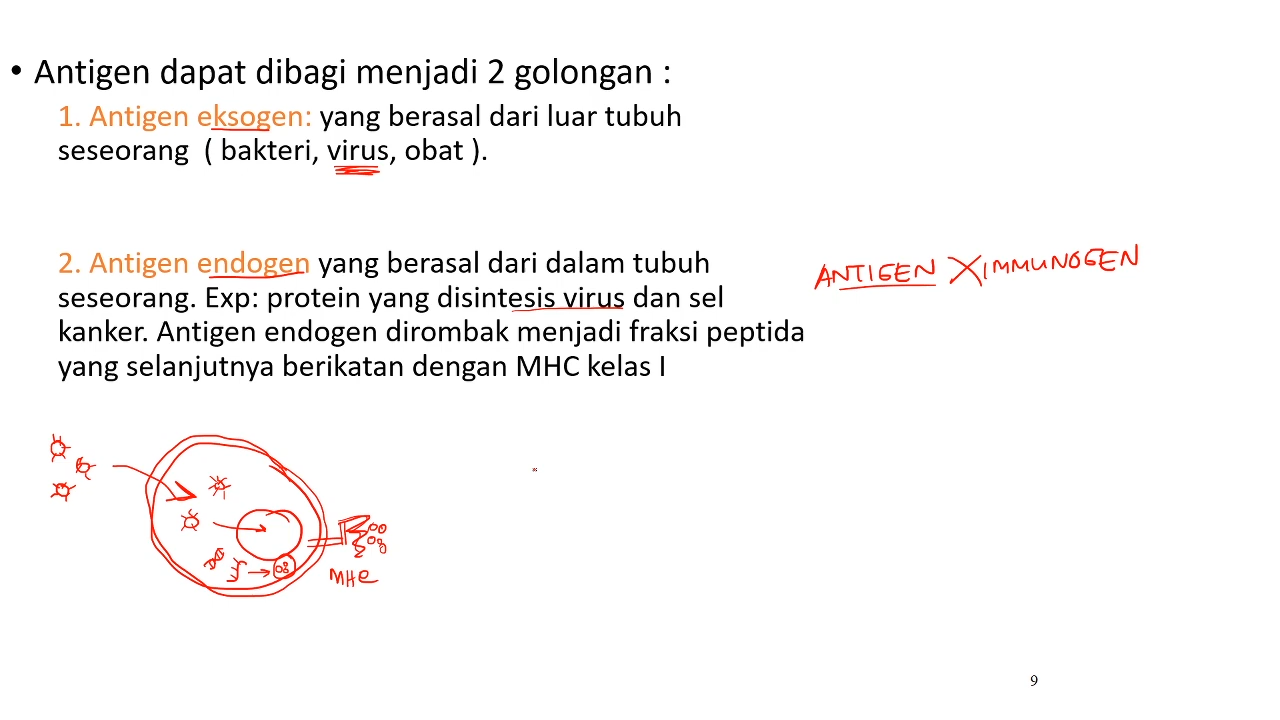 • Antigen dapat dibagi menjadi 2 golongan :
1. Antigen eksogen: yang berasal dari luar tubuh
seseorang ( bakteri, virus, obat ).
2. Antigen endogen yang berasal dari dalam tubuh
seseorang. Exp: protein yang disintesis virus dan sel
kanker. Antigen endogen dirombak menjadi fraksi peptida
yang selanjutnya berikatan dengan MHC kelas I
ANTIGEN X IMMUNOGEN
MHC
9